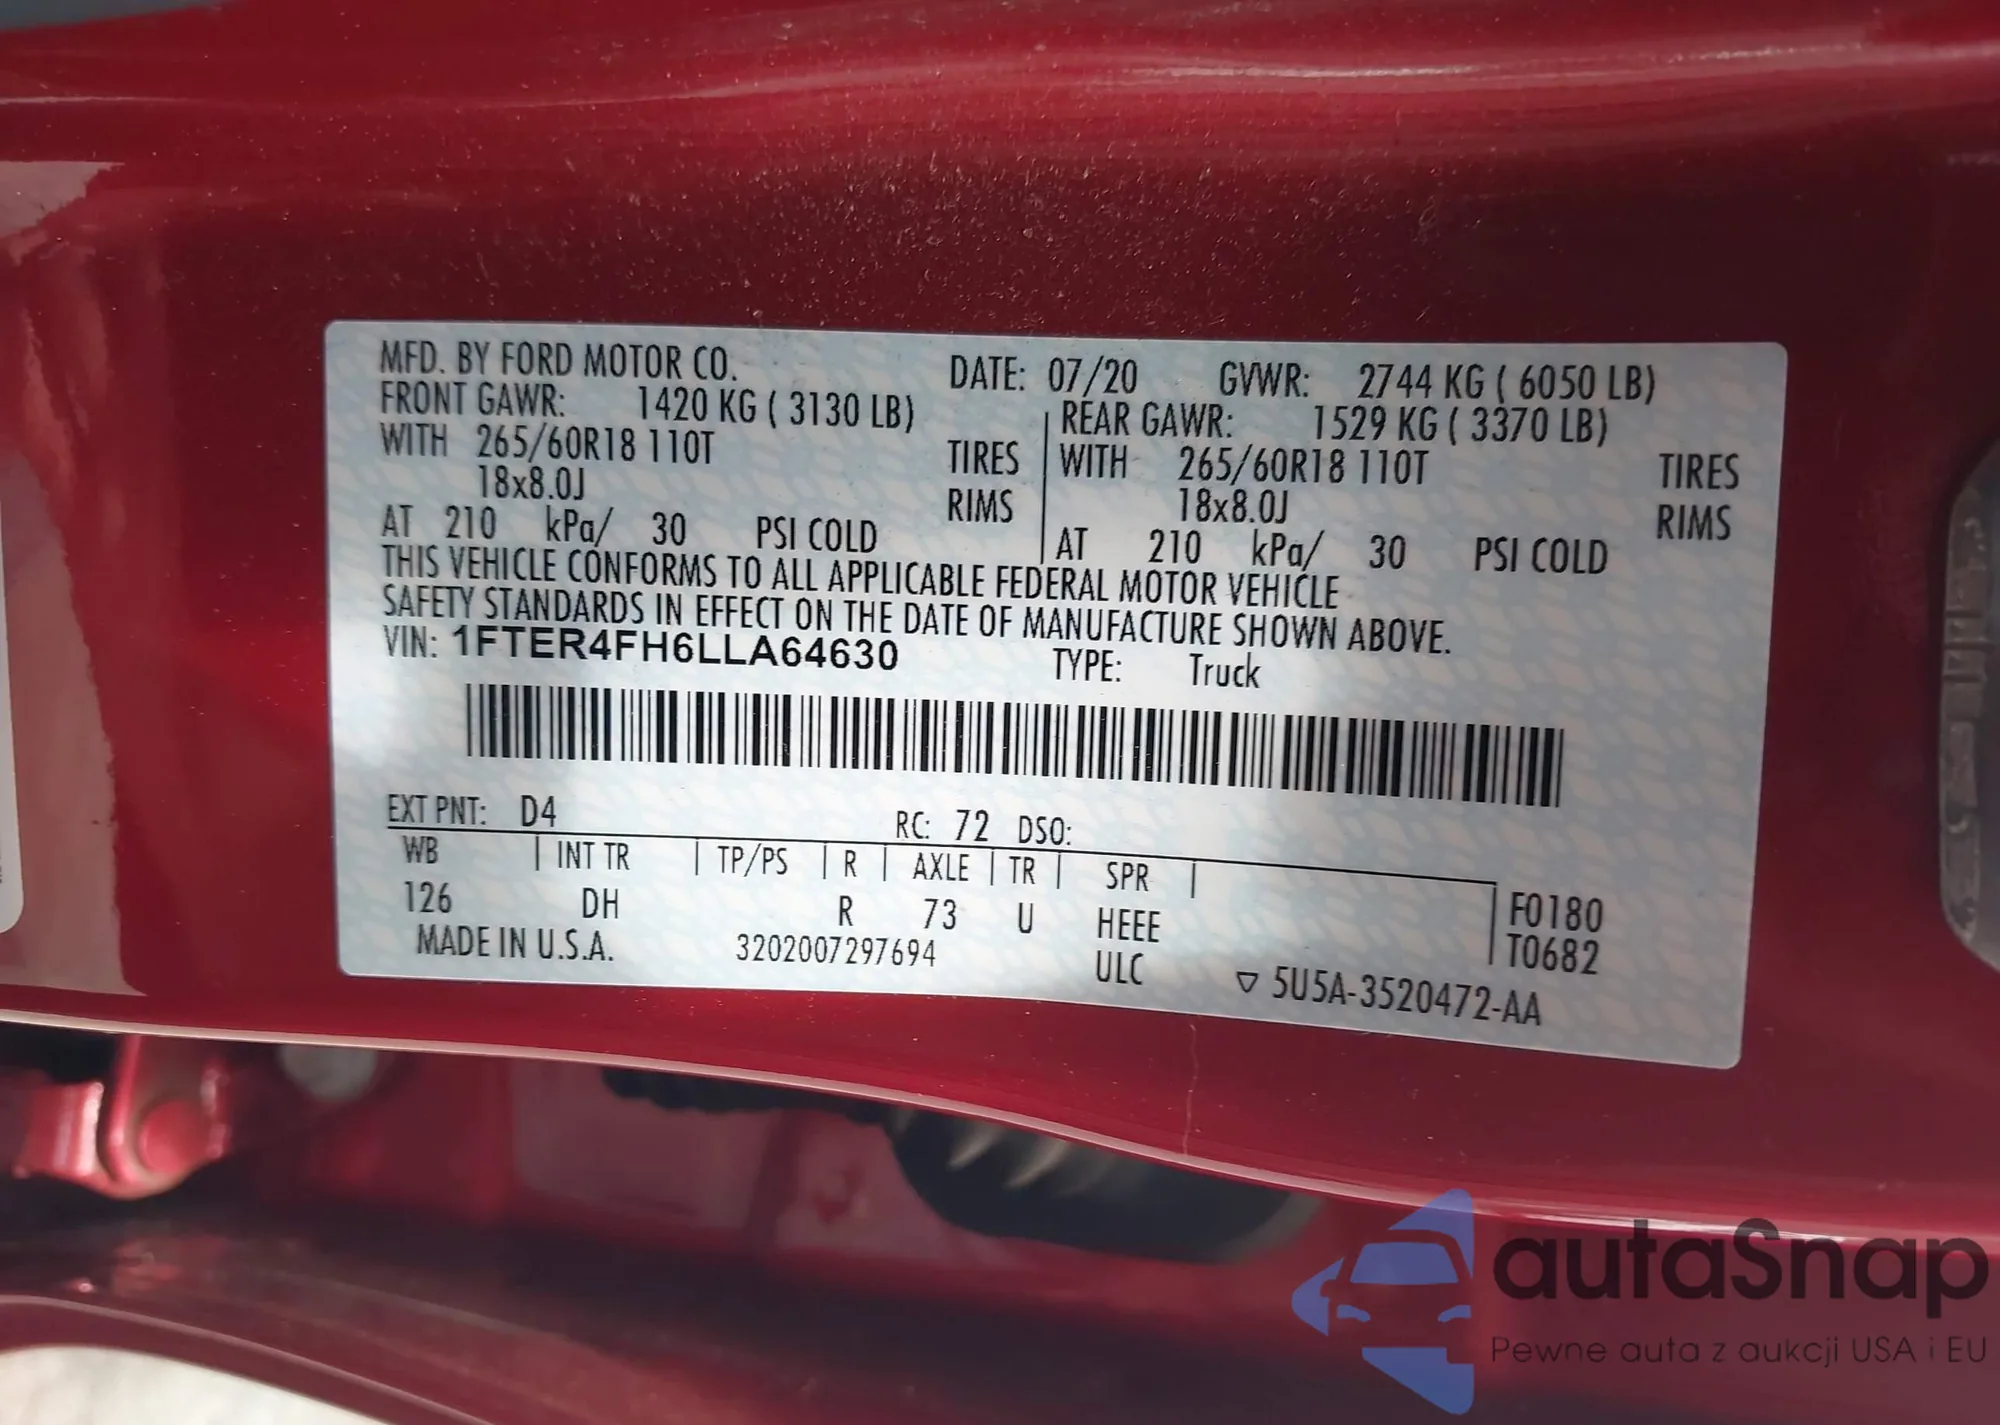 MFD. BY FORD MOTOR CO. DATE: 07/20 GVWR: 2744 KG ( 6050 LB)
FRONT GAWR: 1420 KG ( 3130 LB) REAR GAWR: 1529 KG ( 3370 LB)
WITH 265/60R18 110T TIRES WITH 265/60R18 110T TIRES
18x8.0J RIMS 18x8.0J RIMS
AT 210 kPa/ 30 PSI COLD AT 210 kPa/ 30 PSI COLD
THIS VEHICLE CONFORMS TO ALL APPLICABLE FEDERAL MOTOR VEHICLE
SAFETY STANDARDS IN EFFECT ON THE DATE OF MANUFACTURE SHOWN ABOVE.
VIN: 1FTER4FH6LLA64630 TYPE: Truck
EXT PNT: D4 RC: 72 DSO:
WB INT TR TP/PS R AXLE TR SPR
126 DH R 73 U HEEE F0180
MADE IN U.S.A. 3202007297694 ULC T0682
▽ 5U5A-3520472-AA
autaSnap
Pewne auta z aukcji USA i EU